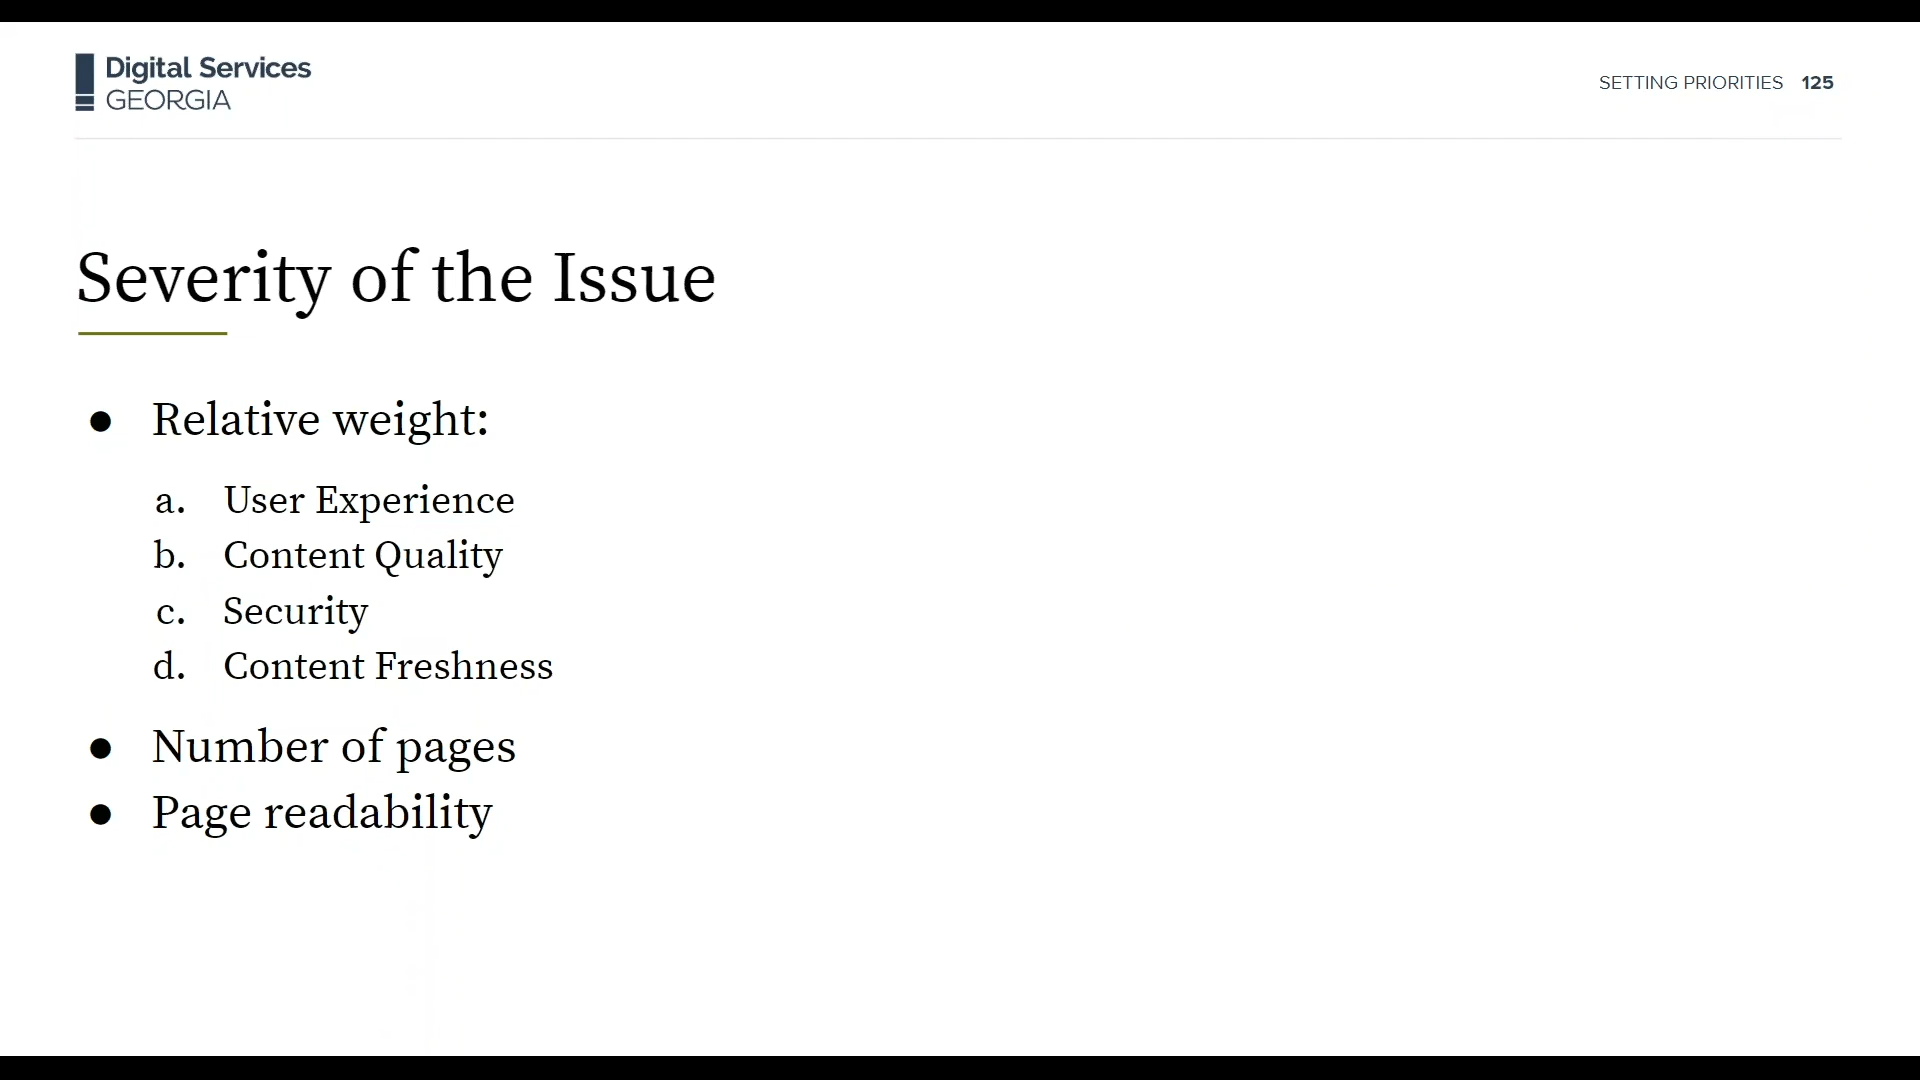 Digital Services
GEORGIA
SETTING PRIORITIES 125
Severity of the Issue
● Relative weight:
a. User Experience
b. Content Quality
c. Security
d. Content Freshness
● Number of pages
● Page readability